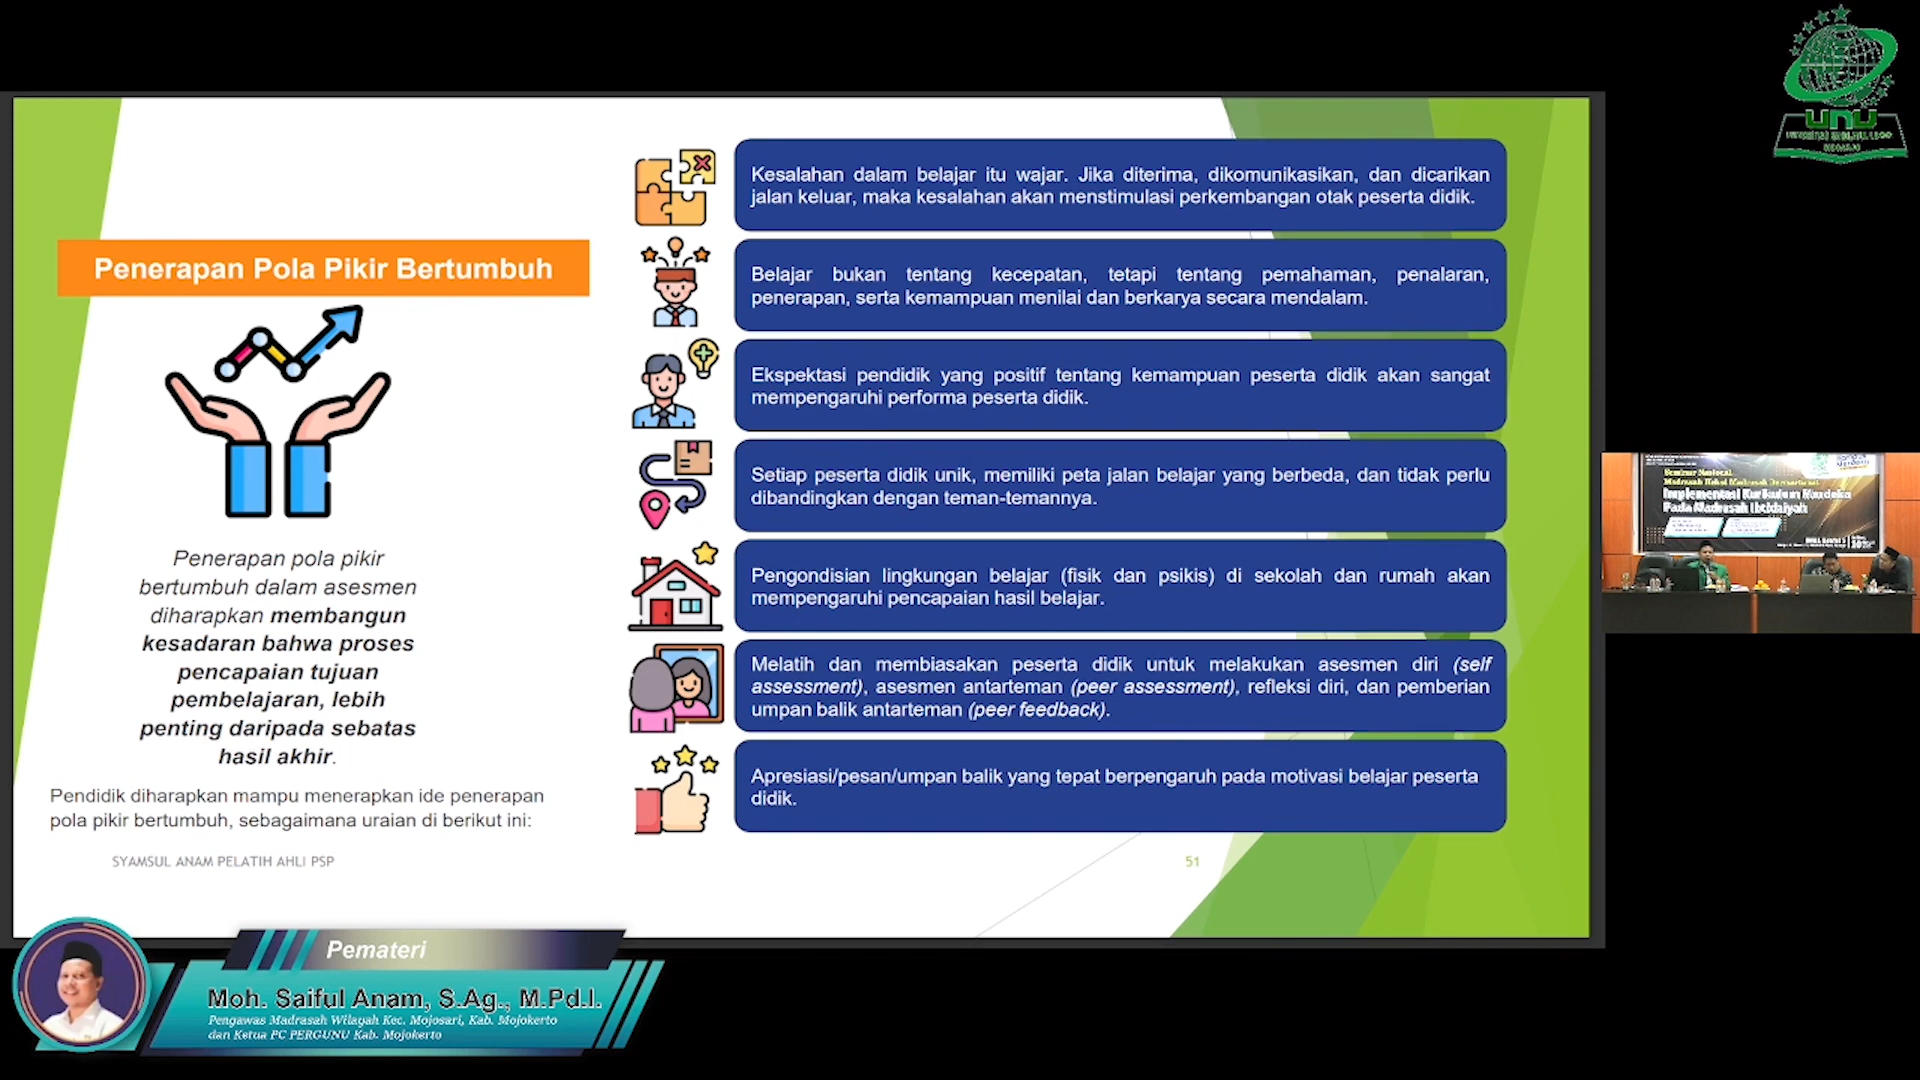 Penerapan Pola Pikir Bertumbuh
Penerapan pola pikir
bertumbuh dalam asesmen
diharapkan membangun
kesadaran bahwa proses
pencapaian tujuan
pembelajaran, lebih
penting daripada sebatas
hasil akhir.
Pendidik diharapkan mampu menerapkan ide penerapan
pola pikir bertumbuh, sebagaimana uraian di berikut ini:
Kesalahan dalam belajar itu wajar. Jika diterima, dikomunikasikan, dan dicarikan
jalan keluar, maka kesalahan akan menstimulasi perkembangan otak peserta didik.
Belajar bukan tentang kecepatan, tetapi tentang pemahaman, penalaran,
penerapan, serta kemampuan menilai dan berkarya secara mendalam.
Ekspektasi pendidik yang positif tentang kemampuan peserta didik akan sangat
mempengaruhi performa peserta didik.
Setiap peserta didik unik, memiliki peta jalan belajar yang berbeda, dan tidak perlu
dibandingkan dengan teman-temannya.
Pengondisian lingkungan belajar (fisik dan psikis) di sekolah dan rumah akan
mempengaruhi pencapaian hasil belajar.
Melatih dan membiasakan peserta didik untuk melakukan asesmen diri (self
assessment), asesmen antarteman (peer assessment), refleksi diri, dan pemberian
umpan balik antarteman (peer feedback).
Apresiasi/pesan/umpan balik yang tepat berpengaruh pada motivasi belajar peserta
didik.
SYAMSUL ANAM PELATIH AHLI PSP
51
UNU
Seminar Nasional
Implementasi Kurikulum Merdeka
Pada Madrasah Ibtidaiyah
Pemateri
Moh. Saiful Anam, S.Ag., M.Pd.I.
Pengawas Madrasah Wilayah Kec. Mojosari, Kab. Mojokerto
dan Ketua PC PERGUNU Kab. Mojokerto